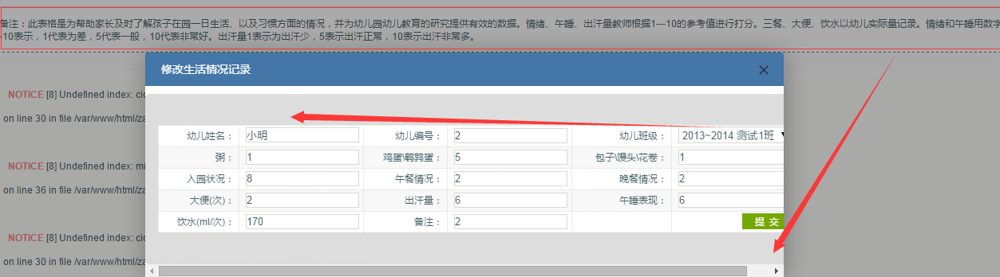 备注：此表格是为帮助家长及时了解孩子在园一日生活、以及习惯方面的情况，并为幼儿园幼儿教育的研究提供有效的数据。情绪、午睡、出汗量教师根据1---10的参考值进行打分。三餐、大便、饮水以幼儿实际量记录。情绪和午睡用数字
-10表示，1代表为差，5代表一般，10代表非常好。出汗量1表示为出汗少，5表示出汗正常，10表示出汗非常多。
修改生活情况记录
NOTICE [8] Undefined index: cic
on line 30 in file /var/www/html/za
幼儿姓名： 小明 幼儿编号： 2 幼儿班级： 2013~2014 测试1班
粥： 1 鸡蛋\鹌鹑蛋： 5 包子\馒头\花卷： 1
NOTICE [8] Undefined index: mi
入园状况： 8 午餐情况： 2 晚餐情况： 2
on line 36 in file /var/www/html/za
大便(次)： 2 出汗量： 6 午睡表现： 6
饮水(ml/次)： 170 备注： 2 提 交
NOTICE [8] Undefined index: cic
on line 30 in file /var/www/html/za